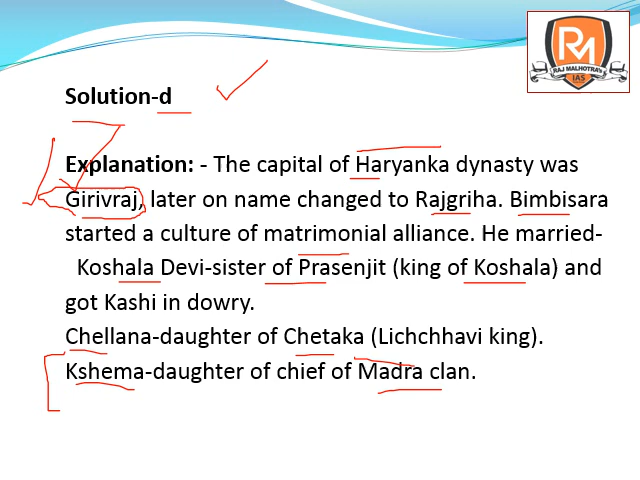 RM
RAJ MALHOTRA'S
IAS
Solution-d
Explanation: - The capital of Haryanka dynasty was
Girivraj, later on name changed to Rajgriha. Bimbisara
started a culture of matrimonial alliance. He married-
Koshala Devi-sister of Prasenjit (king of Koshala) and
got Kashi in dowry.
Chellana-daughter of Chetaka (Lichchhavi king).
Kshema-daughter of chief of Madra clan.